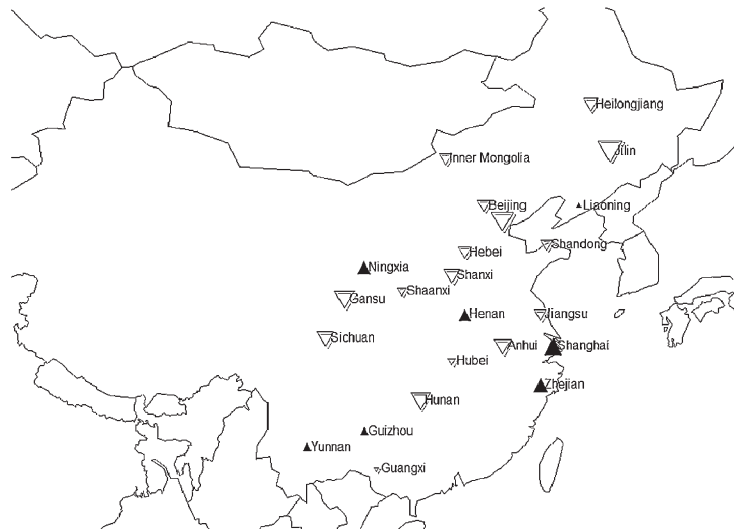 Heilongjiang
Jilin
Inner Mongolia
Beijing
Liaoning
Shandong
Hebei
Ningxia
Shanxi
Shaanxi
Gansu
Henan
Jiangsu
Sichuan
Anhui
Shanghai
Hubei
Zhejian
Hunan
Guizhou
Yunnan
Guangxi